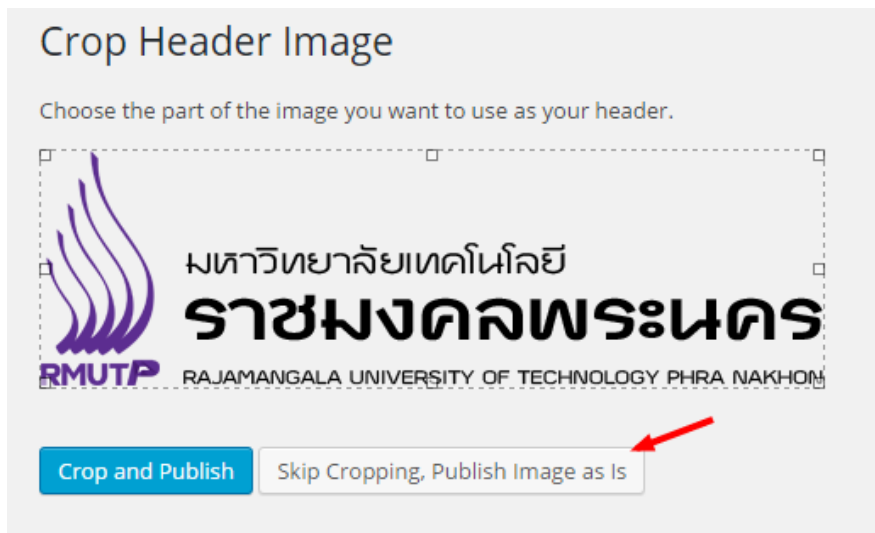 Crop Header Image
Choose the part of the image you want to use as your header.
มหาวิทยาลัยเทคโนโลยี
ราชมงคลพระนคร
RMUTP
RAJAMANGALA UNIVERSITY OF TECHNOLOGY PHRA NAKHON
Crop and Publish
Skip Cropping, Publish Image as Is